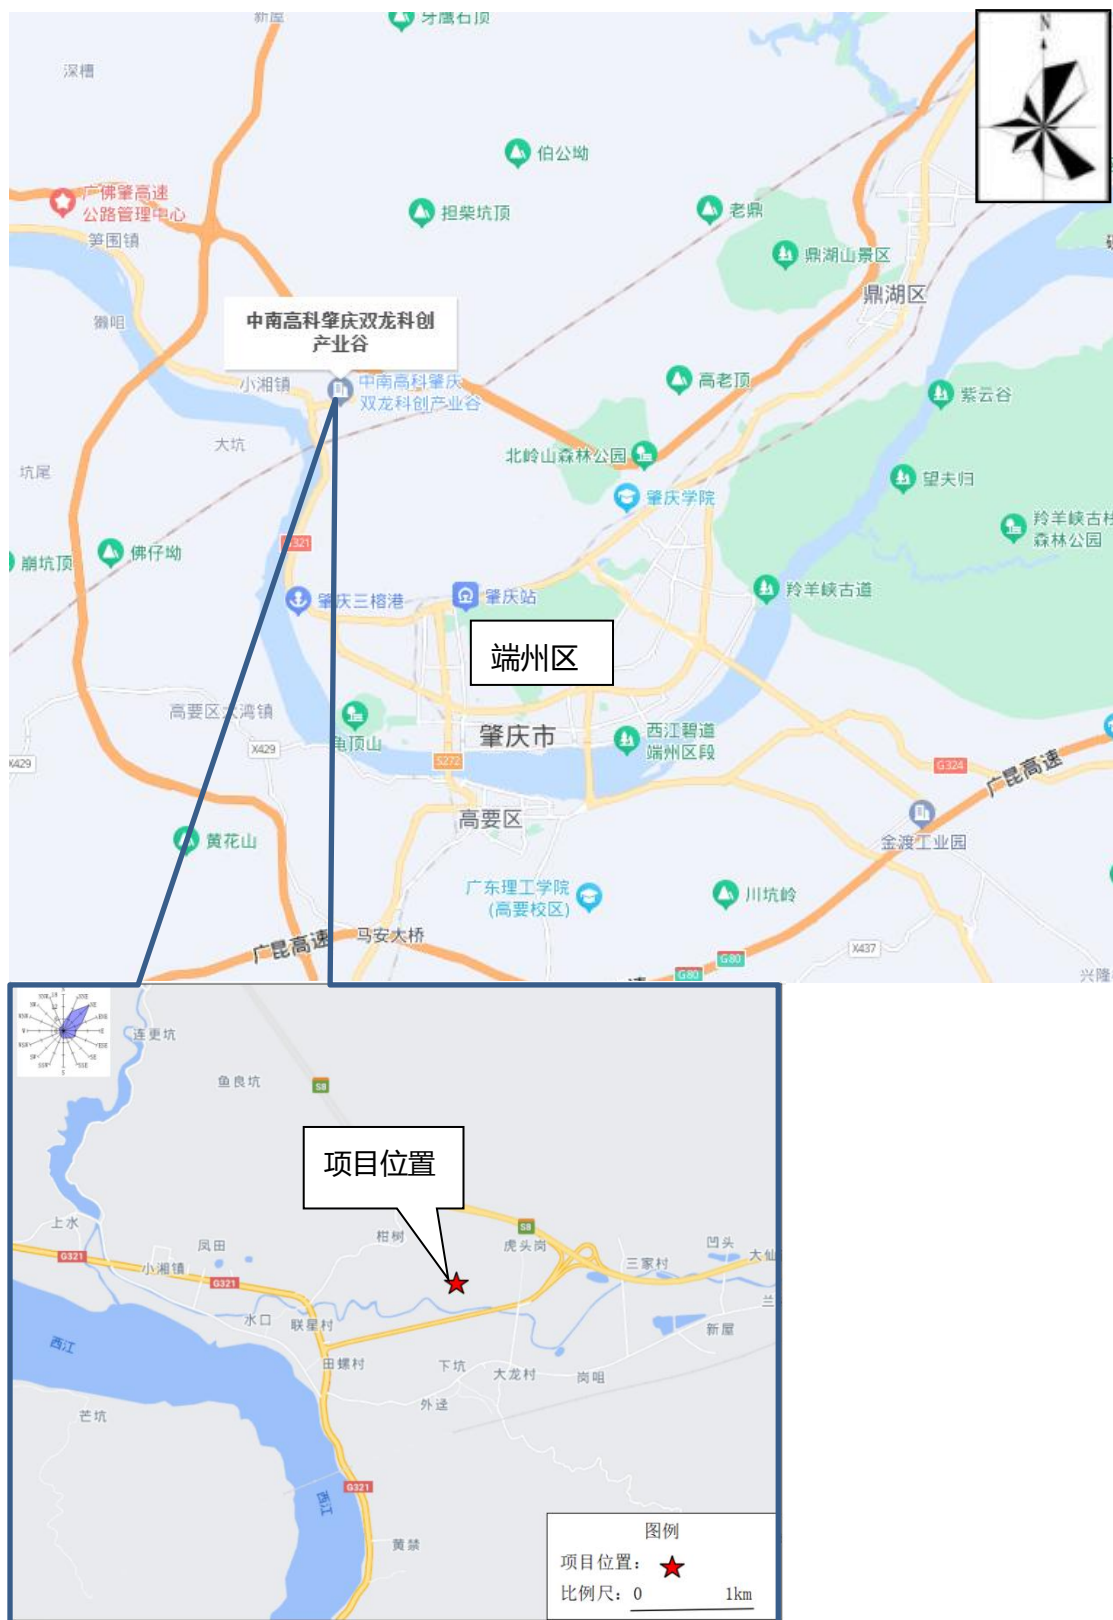 新屋
牙鹰石顶
N
深槽
伯公坳
广佛肇高速
公路管理中心
担柴坑顶
老鼎
笋围镇
鼎湖山景区
鼎湖区
獭咀
中南高科肇庆双龙科创
产业谷
小湘镇
中南高科肇庆
双龙科创产业谷
高老顶
紫云谷
大坑
北岭山森林公园
坑尾
望夫归
肇庆学院
羚羊峡古栈
森林公园
G321
佛仔坳
崩坑顶
羚羊峡古道
肇庆三榕港
肇庆站
端州区
高要区大湾镇
龟顶山
肇庆市
西江碧道
端州区段
X429
X429
S272
G324
广昆高速
高要区
黄花山
金渡工业园
广东理工学院
(高要校区)
川坑岭
广昆高速
马安大桥
X437
G80
G80
兴隆
连更坑
鱼良坑
S8
项目位置
上水
柑树
S8
凤田
虎头岗
凹头
大仙
G321
小湘镇
G321
三家村
水口
联星村
兰
新屋
西江
田螺村
下坑
大龙村
岗咀
外迳
芒坑
G321
西江
黄禁
图例
项目位置：
比例尺：0 1km